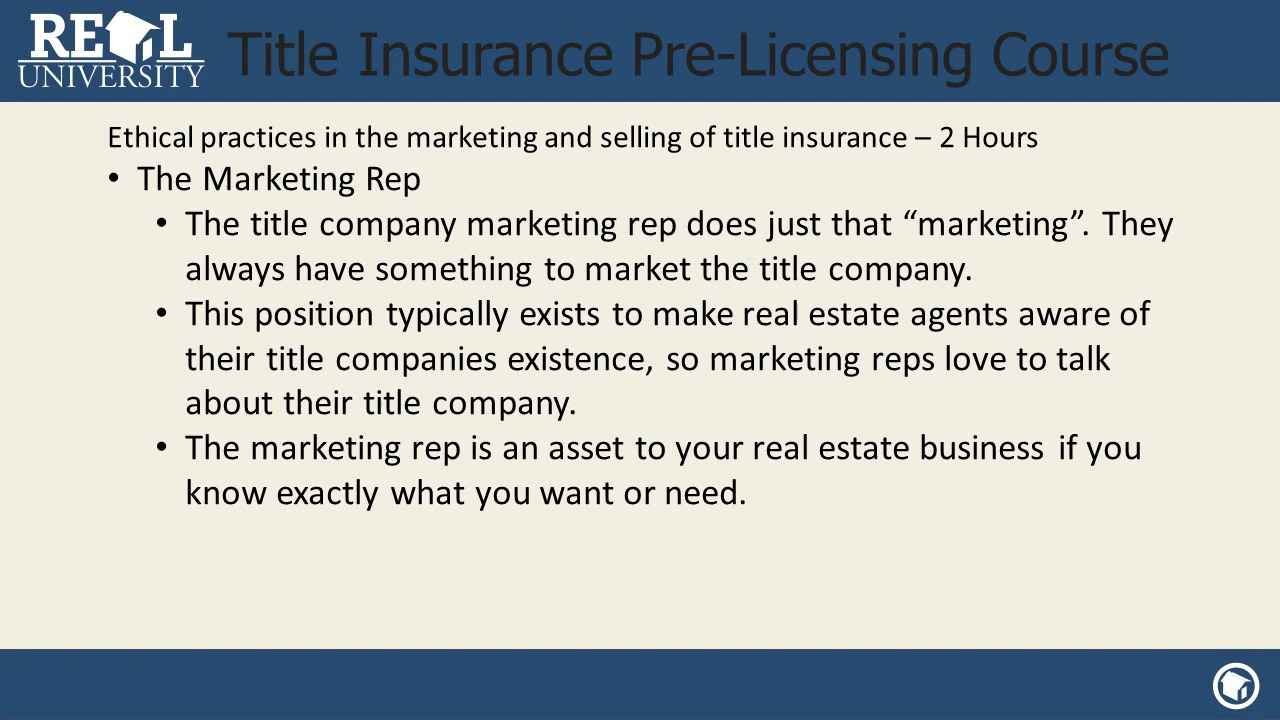 REAL
UNIVERSITY
Title Insurance Pre-Licensing Course
Ethical practices in the marketing and selling of title insurance – 2 Hours
• The Marketing Rep
• The title company marketing rep does just that “marketing”. They
always have something to market the title company.
• This position typically exists to make real estate agents aware of
their title companies existence, so marketing reps love to talk
about their title company.
• The marketing rep is an asset to your real estate business if you
know exactly what you want or need.